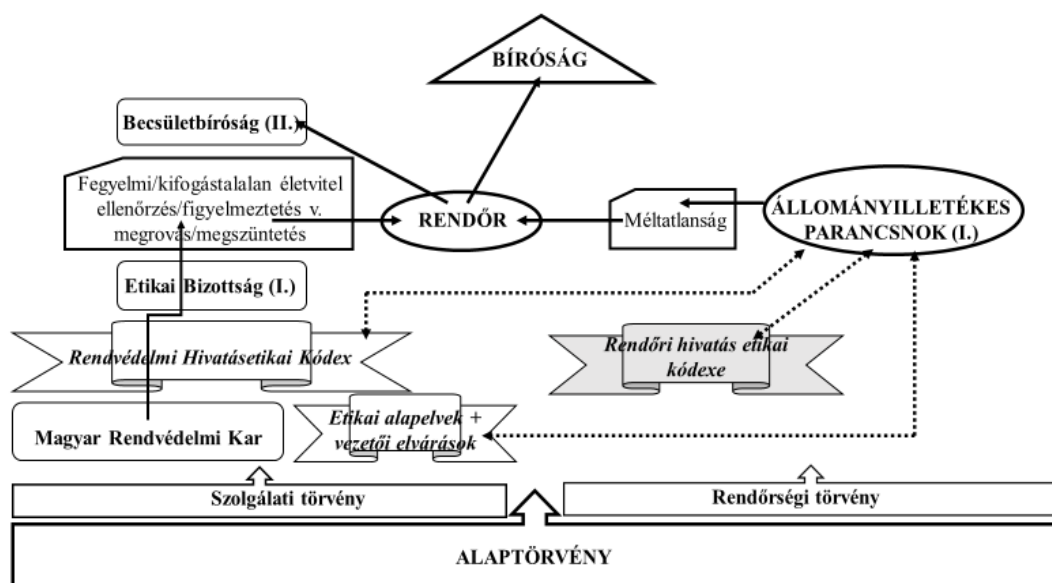 BÍRÓSÁG
Becsületbíróság (II.)
Fegyelmi/kifogástalalan életvitel
ellenőrzés/figyelmeztetés v.
megrovás/megszüntetés
RENDŐR
Méltatlanság
ÁLLOMÁNYILLETÉKES
PARANCSNOK (I.)
Etikai Bizottság (I.)
Rendvédelmi Hivatásetikai Kódex
Rendőri hivatás etikai
kódexe
Magyar Rendvédelmi Kar
Etikai alapelvek +
vezetői elvárások
Szolgálati törvény
Rendőrségi törvény
ALAPTÖRVÉNY